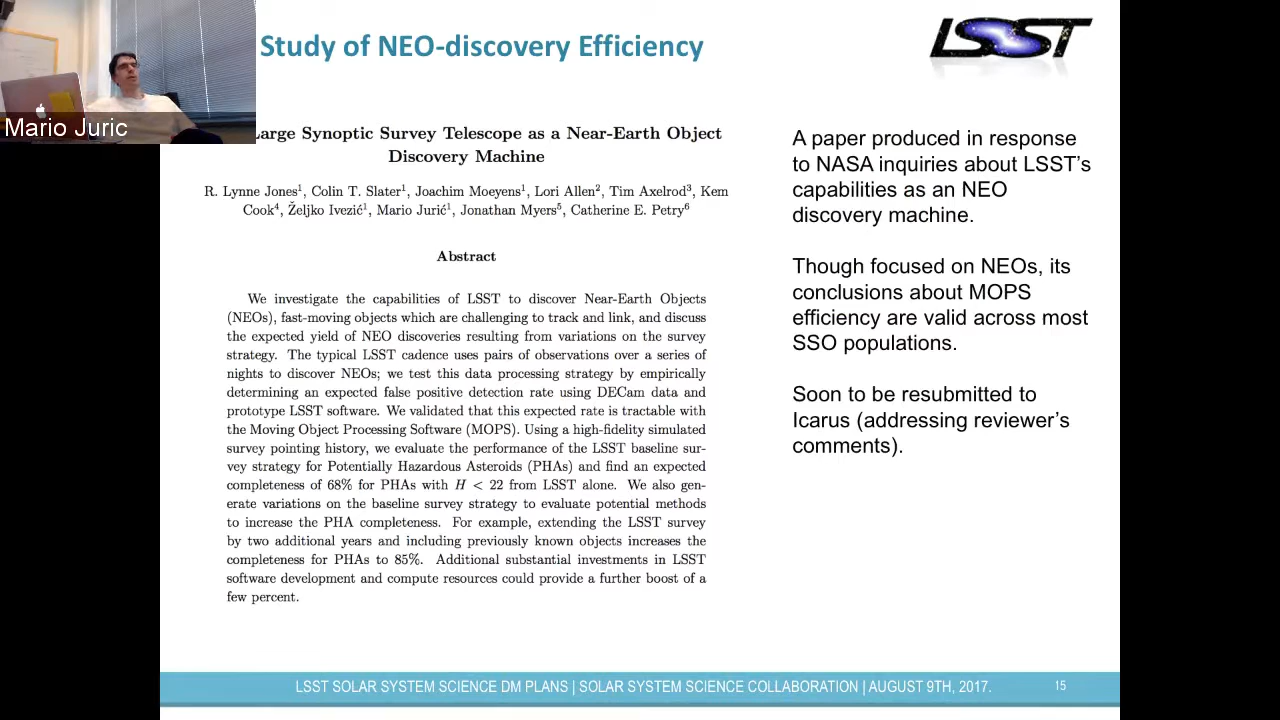 Study of NEO-discovery Efficiency
LSST
Mario Juric
Large Synoptic Survey Telescope as a Near-Earth Object
Discovery Machine
R. Lynne Jones¹, Colin T. Slater¹, Joachim Moeyens¹, Lori Allen², Tim Axelrod³, Kem
Cook⁴, Željko Ivezić¹, Mario Jurić¹, Jonathan Myers⁵, Catherine E. Petry⁶
Abstract
We investigate the capabilities of LSST to discover Near-Earth Objects
(NEOs), fast-moving objects which are challenging to track and link, and discuss
the expected yield of NEO discoveries resulting from variations on the survey
strategy. The typical LSST cadence uses pairs of observations over a series of
nights to discover NEOs; we test this data processing strategy by empirically
determining an expected false positive detection rate using DECam data and
prototype LSST software. We validated that this expected rate is tractable with
the Moving Object Processing Software (MOPS). Using a high-fidelity simulated
survey pointing history, we evaluate the performance of the LSST baseline sur-
vey strategy for Potentially Hazardous Asteroids (PHAs) and find an expected
completeness of 68% for PHAs with H < 22 from LSST alone. We also gen-
erate variations on the baseline survey strategy to evaluate potential methods
to increase the PHA completeness. For example, extending the LSST survey
by two additional years and including previously known objects increases the
completeness for PHAs to 85%. Additional substantial investments in LSST
software development and compute resources could provide a further boost of a
few percent.
A paper produced in response
to NASA inquiries about LSST's
capabilities as an NEO
discovery machine.
Though focused on NEOs, its
conclusions about MOPS
efficiency are valid across most
SSO populations.
Soon to be resubmitted to
Icarus (addressing reviewer's
comments).
LSST SOLAR SYSTEM SCIENCE DM PLANS | SOLAR SYSTEM SCIENCE COLLABORATION | AUGUST 9TH, 2017.
15